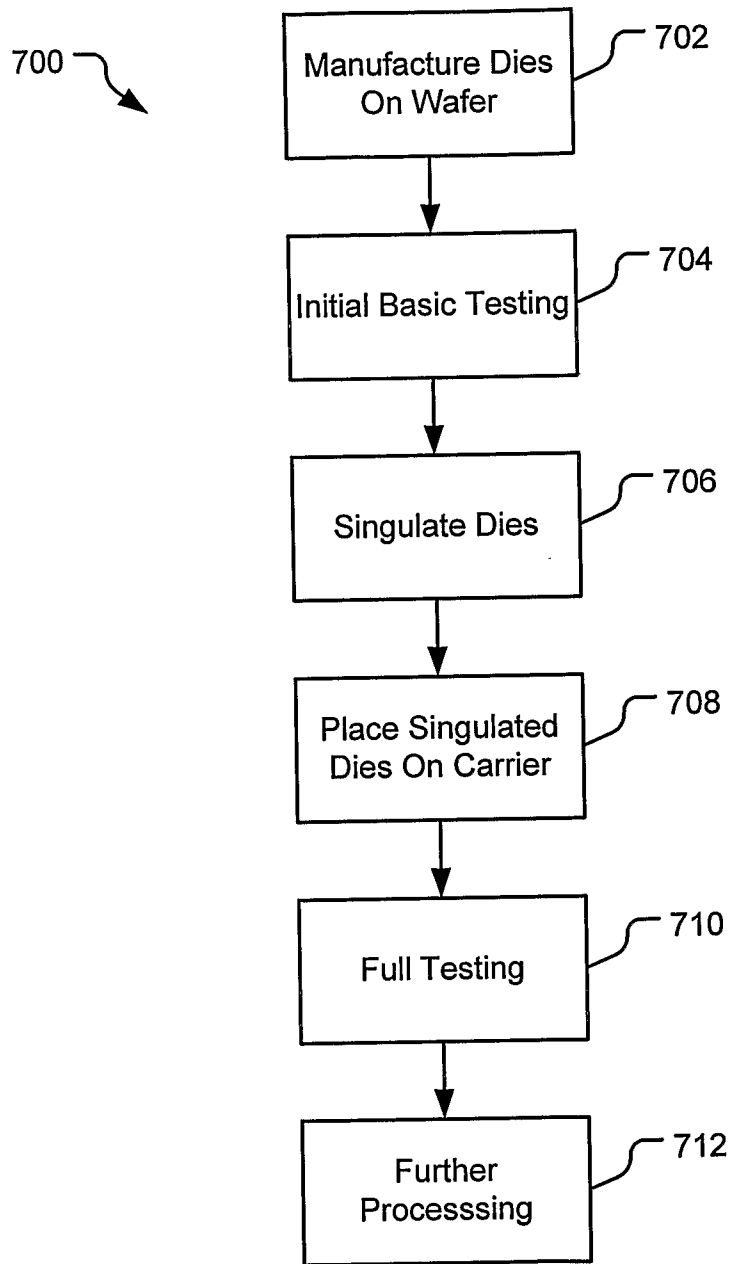 700
Manufacture Dies
On Wafer
702
Initial Basic Testing
704
Singulate Dies
706
Place Singulated
Dies On Carrier
708
Full Testing
710
Further
Processsing
712